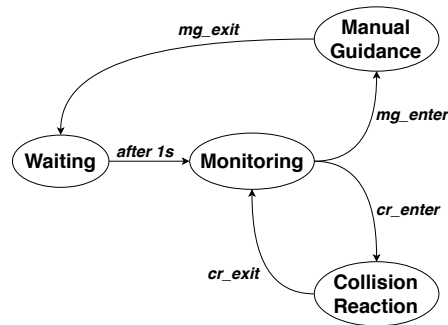 mg_exit
Manual
Guidance
mg_enter
Waiting
after 1s
Monitoring
cr_enter
cr_exit
Collision
Reaction